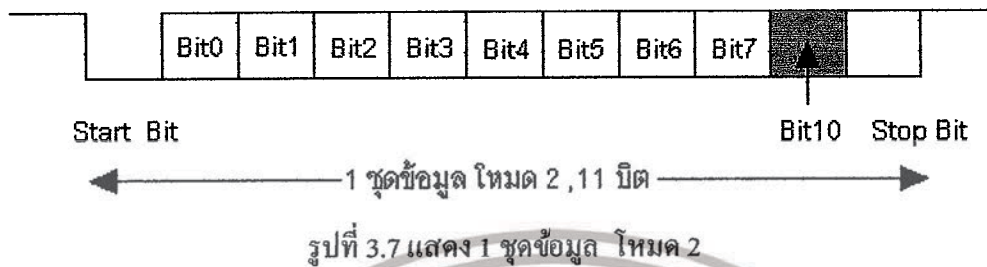 Bit0 Bit1 Bit2 Bit3 Bit4 Bit5 Bit6 Bit7
Start Bit Bit10 Stop Bit
1 ชุดข้อมูล โหมด 2 ,11 บิต
รูปที่ 3.7 แสดง 1 ชุดข้อมูล โหมด 2